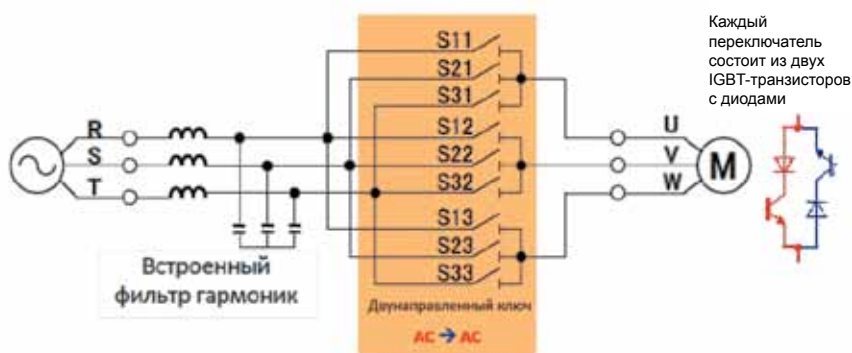 Каждый
переключатель
состоит из двух
IGBT-транзисторов
с диодами
S11
S21
S31
R
S12
U
S
S22
V
M
T
S32
W
S13
S23
S33
Встроенный
фильтр гармоник
Двунаправленный ключ
AC → AC